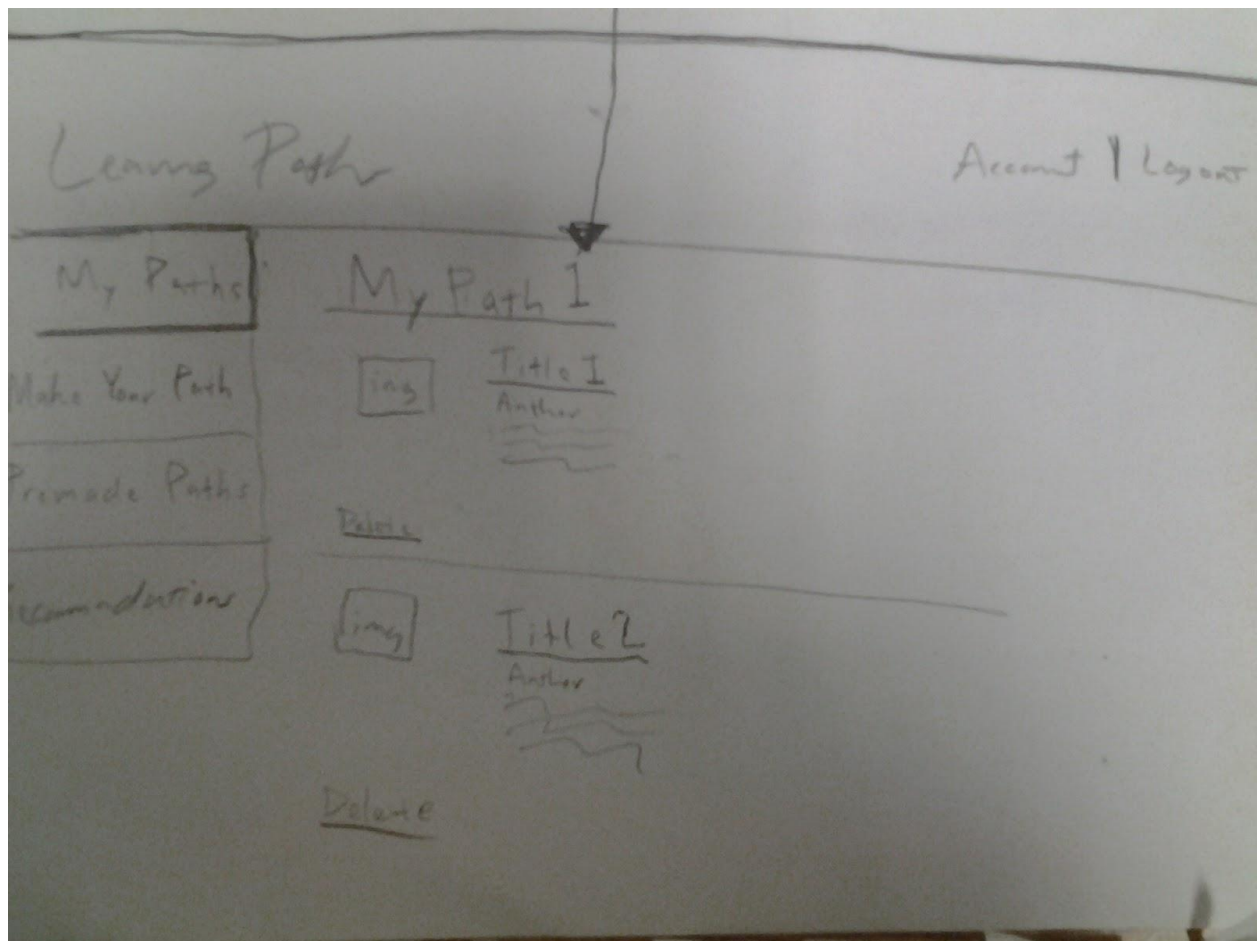 Learning Path
Account | Logout
My Paths
Make Your Path
Premade Paths
ecommendations
My Path 1
img
Title 1
Author
Delete
img
Title 2
Author
Delete